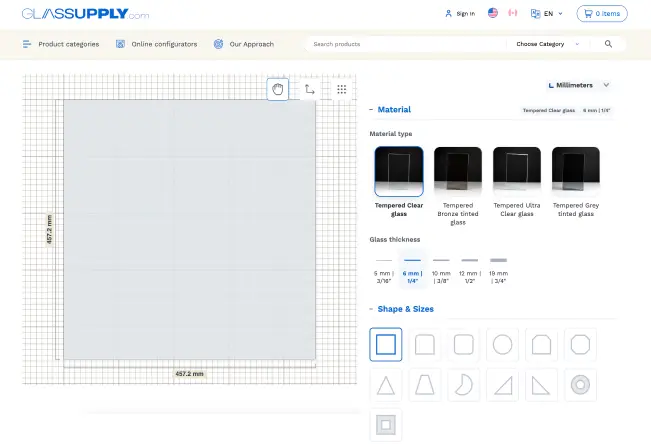 GLASSUPPLY.com
Sign in
EN
0 items
Product categories
Online configurators
Our Approach
Search products
Choose Category
Millimeters
- Material
Tempered Clear glass
6 mm | 1/4"
Material type
Tempered Clear
glass
Tempered
Bronze tinted
glass
Tempered Ultra
Clear glass
Tempered Grey
tinted glass
Glass thickness
5 mm |
3/16"
6 mm |
1/4"
10 mm
| 3/8"
12 mm |
1/2"
19 mm
| 3/4"
- Shape & Sizes
457.2 mm
457.2 mm